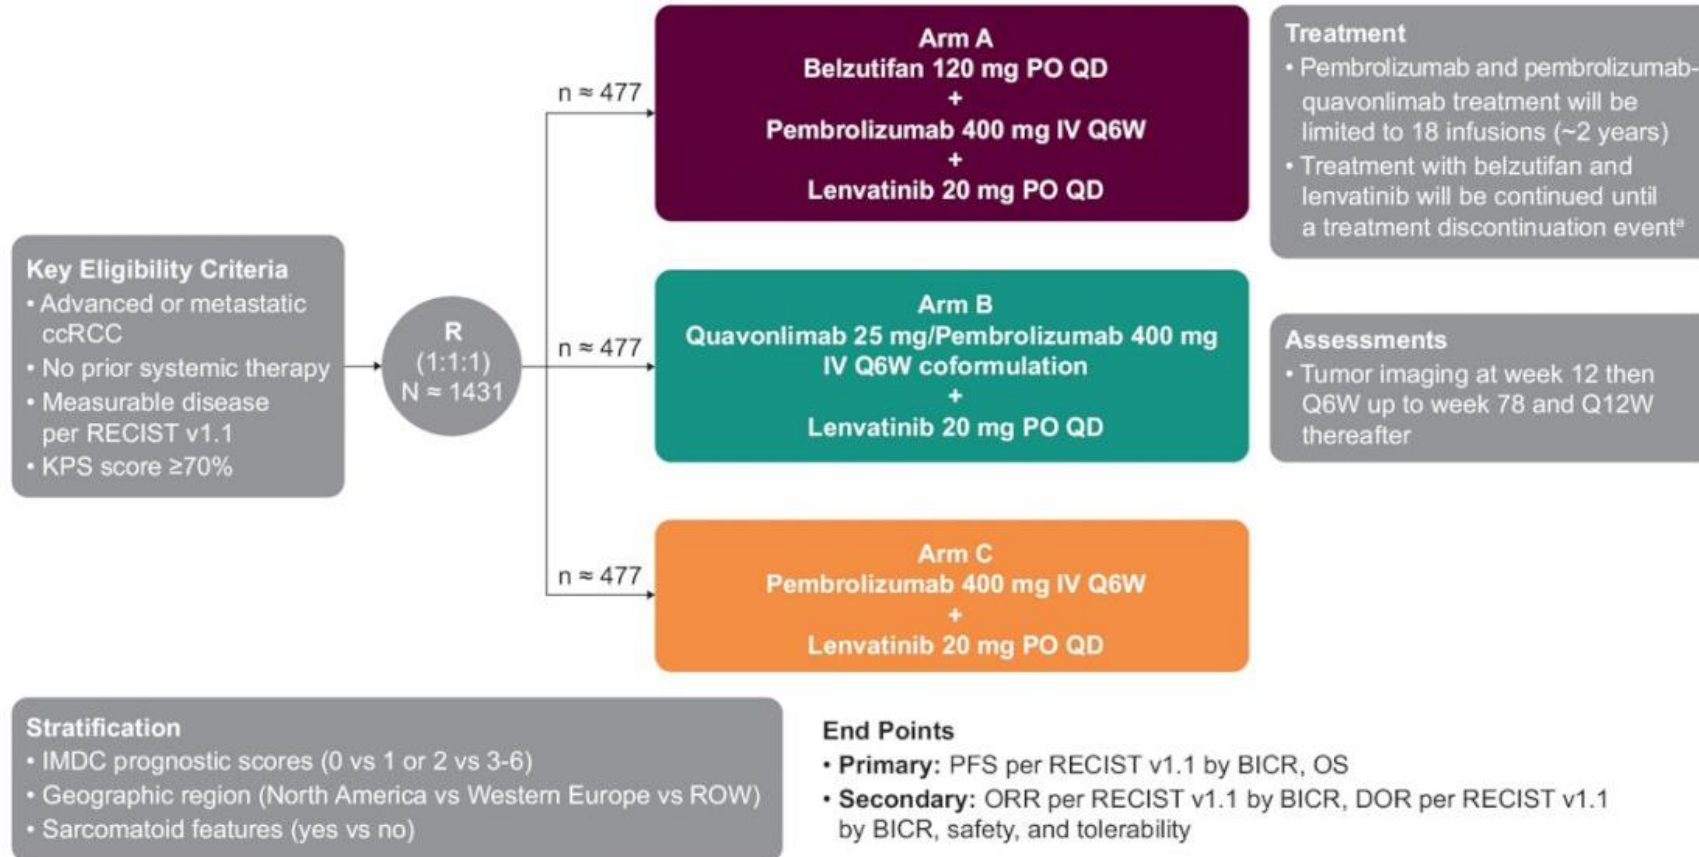 Key Eligibility Criteria
• Advanced or metastatic
ccRCC
• No prior systemic therapy
• Measurable disease
per RECIST v1.1
• KPS score ≥70%
R
(1:1:1)
N ≈ 1431
n ≈ 477
Arm A
Belzutifan 120 mg PO QD
+
Pembrolizumab 400 mg IV Q6W
+
Lenvatinib 20 mg PO QD
n ≈ 477
Arm B
Quavonlimab 25 mg/Pembrolizumab 400 mg
IV Q6W coformulation
+
Lenvatinib 20 mg PO QD
n ≈ 477
Arm C
Pembrolizumab 400 mg IV Q6W
+
Lenvatinib 20 mg PO QD
Treatment
• Pembrolizumab and pembrolizumab-
quavonlimab treatment will be
limited to 18 infusions (~2 years)
• Treatment with belzutifan and
lenvatinib will be continued until
a treatment discontinuation eventᵃ
Assessments
• Tumor imaging at week 12 then
Q6W up to week 78 and Q12W
thereafter
Stratification
• IMDC prognostic scores (0 vs 1 or 2 vs 3-6)
• Geographic region (North America vs Western Europe vs ROW)
• Sarcomatoid features (yes vs no)
End Points
• Primary: PFS per RECIST v1.1 by BICR, OS
• Secondary: ORR per RECIST v1.1 by BICR, DOR per RECIST v1.1
by BICR, safety, and tolerability